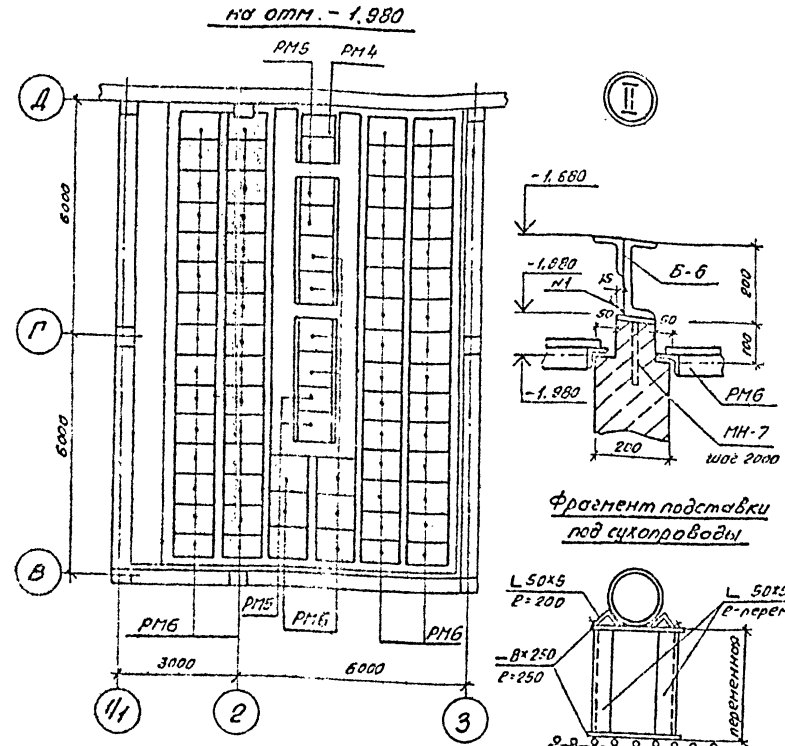 на отм. - 1.980
РМ5
РМ4
Д
II
6000
-1.680
Б-6
15
-1.880
№1
200
50
50
Г
100
-1.980
РМ6
6000
МН-7
200
шаг 2000
Фрагмент подставки
под сухопроводы
В
L 50x5
ℓ=200
L 50x5
РМ5
РМ6
РМ6
РМ6
-8x250
ℓ=250
3000
6000
переменная
1/1
2
3